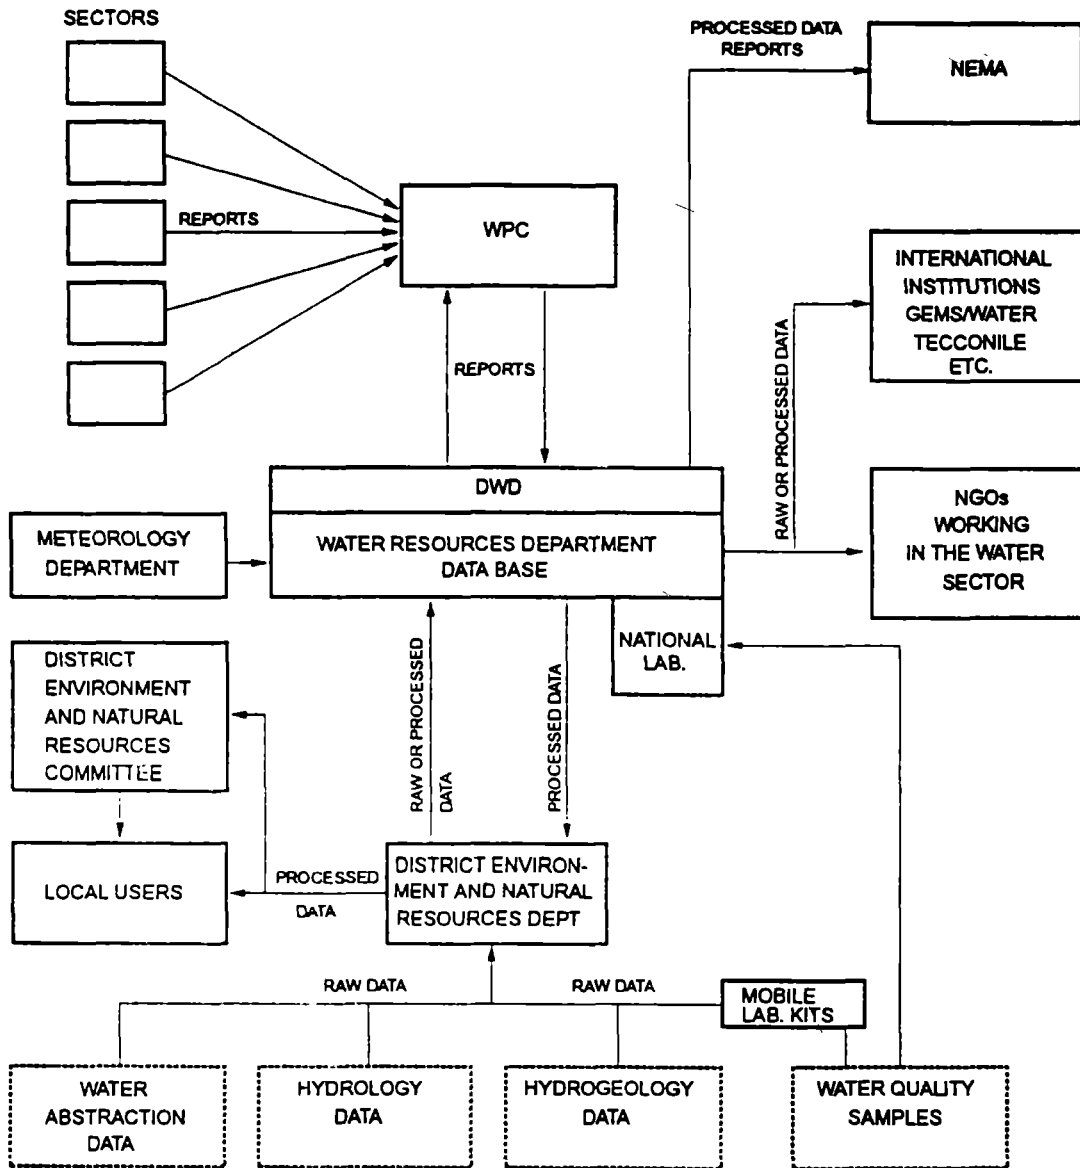 SECTORS
PROCESSED DATA
REPORTS
NEMA
REPORTS
WPC
INTERNATIONAL
INSTITUTIONS
GEMS/WATER
TECCONILE
ETC.
REPORTS
RAW OR PROCESSED DATA
DWD
WATER RESOURCES DEPARTMENT
DATA BASE
METEOROLOGY
DEPARTMENT
NGOs
WORKING
IN THE WATER
SECTOR
NATIONAL
LAB.
DISTRICT
ENVIRONMENT
AND NATURAL
RESOURCES
COMMITTEE
RAW OR PROCESSED
DATA
PROCESSED DATA
LOCAL USERS
PROCESSED
DATA
DISTRICT ENVIRON-
MENT AND NATURAL
RESOURCES DEPT
RAW DATA
RAW DATA
MOBILE
LAB. KITS
WATER
ABSTRACTION
DATA
HYDROLOGY
DATA
HYDROGEOLOGY
DATA
WATER QUALITY
SAMPLES